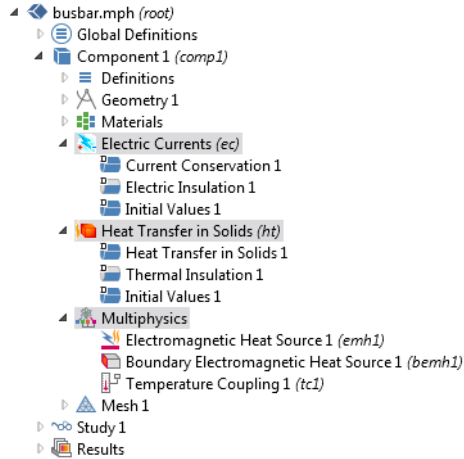 busbar.mph (root)
Global Definitions
Component 1 (comp1)
Definitions
Geometry 1
Materials
Electric Currents (ec)
Current Conservation 1
Electric Insulation 1
Initial Values 1
Heat Transfer in Solids (ht)
Heat Transfer in Solids 1
Thermal Insulation 1
Initial Values 1
Multiphysics
Electromagnetic Heat Source 1 (emh1)
Boundary Electromagnetic Heat Source 1 (bemh1)
Temperature Coupling 1 (tc1)
Mesh 1
Study 1
Results